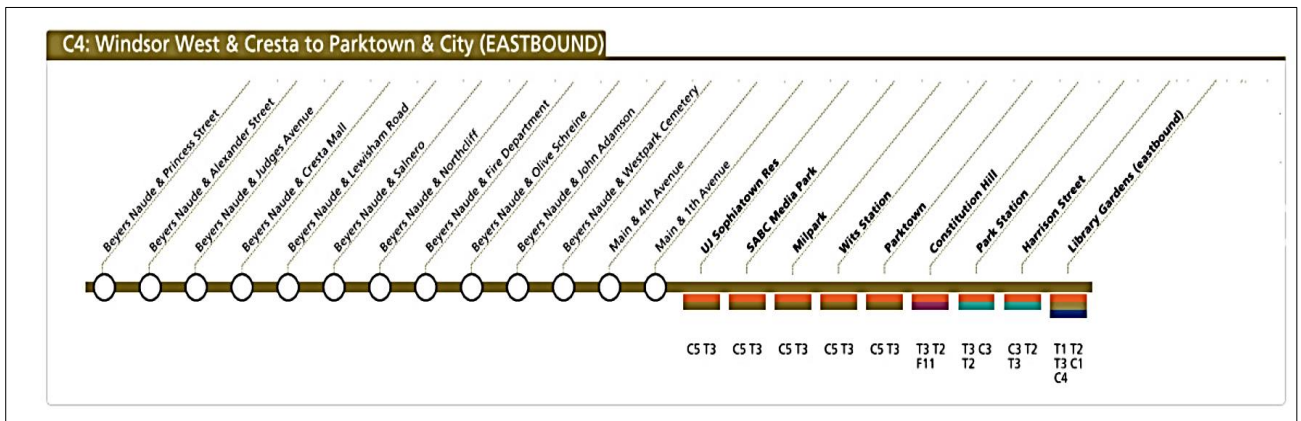 C4: Windsor West & Cresta to Parktown & City (EASTBOUND)
Beyers Naude & Princess Street
Beyers Naude & Alexander Street
Beyers Naude & Judges Avenue
Beyers Naude & Cresta Mall
Beyers Naude & Lewisham Road
Beyers Naude & Salnero
Beyers Naude & Northcliff
Beyers Naude & Fire Department
Beyers Naude & Olive Schreine
Beyers Naude & John Adamson
Beyers Naude & Westpark Cemetery
Main & 4th Avenue
Main & 1th Avenue
UJ Sophiatown Res
SABC Media Park
Milpark
Wits Station
Parktown
Constitution Hill
Park Station
Harrison Street
Library Gardens (eastbound)
C5 T3
C5 T3
C5 T3
C5 T3
C5 T3
T3 T2
F11
T3 C3
T2
C3 T2
T3
T1 T2
T3 C1
C4